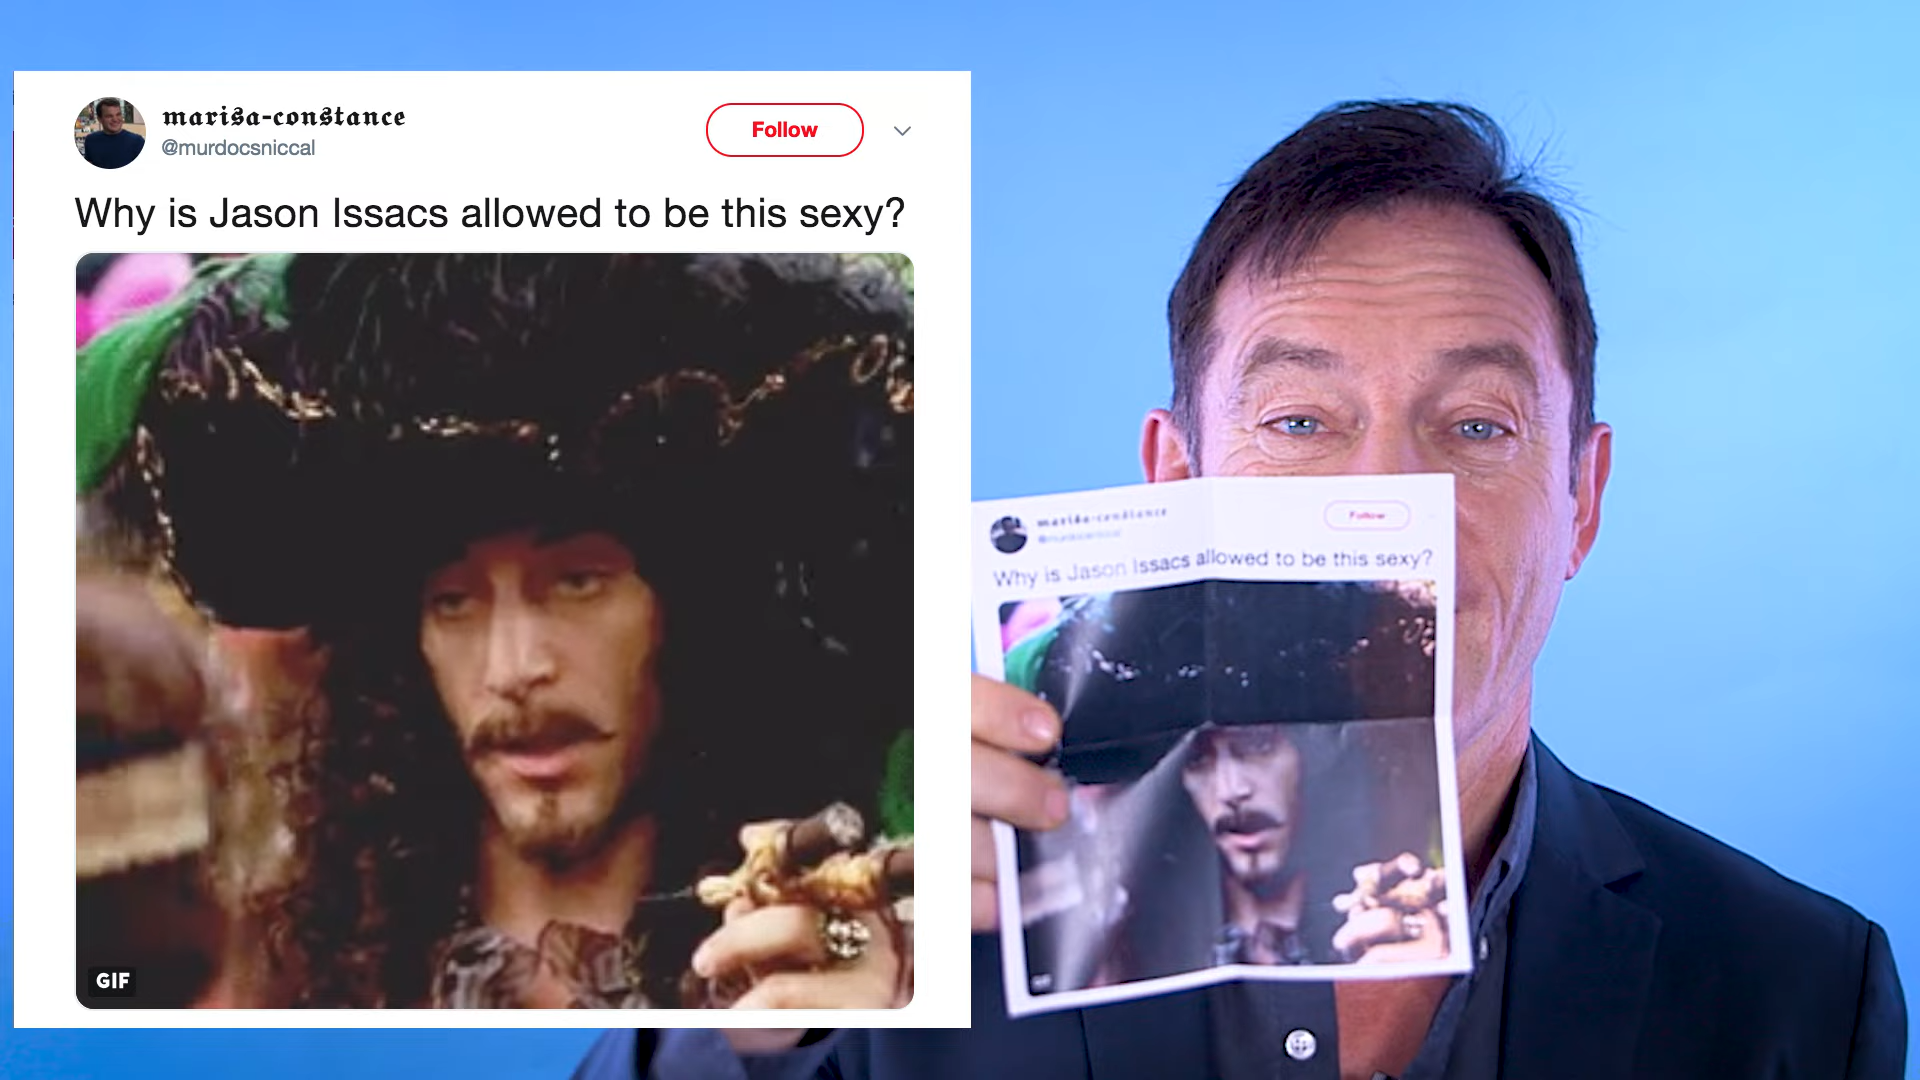 mari𝔰a-con𝔰tance
@murdocsniccal
Follow
Why is Jason Issacs allowed to be this sexy?
GIF
mari𝔰a-con𝔰tance
Follow
Why is Jason Issacs allowed to be this sexy?
GIF